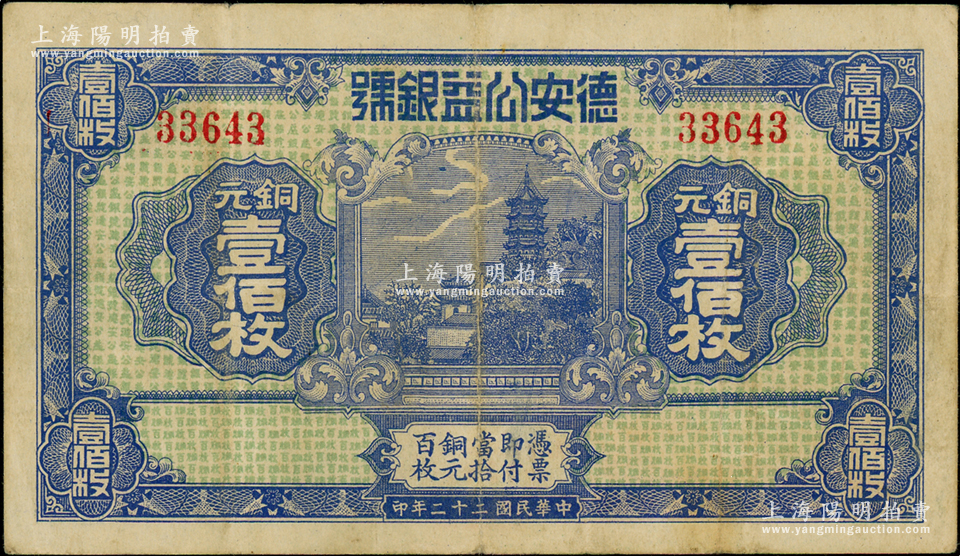 上海陽明拍賣
www.yangmingauction.com
壹佰枚
德安公益銀號
壹佰枚
33643
33643
銅元
壹佰枚
銅元
壹佰枚
上海陽明拍賣
www.yangmingauction.com
憑票即付當拾銅元百枚
壹佰枚
壹佰枚
中華民國二十二年印
上海陽明拍賣
www.yangmingauction.com